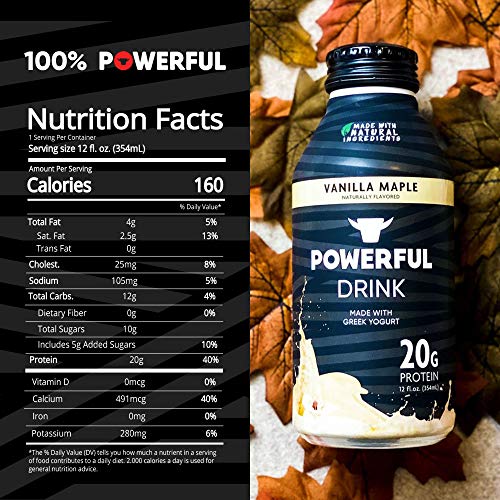 100% POWERFUL
Nutrition Facts
1 Serving Per Container
Serving size 12 fl. oz. (354mL)
Amount Per Serving
Calories 160
% Daily Value*
Total Fat 4g 5%
Sat. Fat 2.5g 13%
Trans Fat 0g
Cholest. 25mg 8%
Sodium 105mg 5%
Total Carbs. 12g 4%
Dietary Fiber 0g 0%
Total Sugars 10g
Includes 5g Added Sugars 10%
Protein 20g 40%
Vitamin D 0mcg 0%
Calcium 491mcg 40%
Iron 0mg 0%
Potassium 280mg 6%
*The % Daily Value (DV) tells you how much a nutrient in a serving
of food contributes to a daily diet. 2.000 calories a day is used for
general nutrition advice.
MADE WITH
NATURAL
INGREDIENTS
VANILLA MAPLE
NATURALLY FLAVORED
POWERFUL
DRINK
MADE WITH
GREEK YOGURT
20G
PROTEIN
12 fl.oz. (354mL)